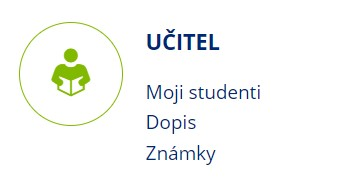 UČITEL
Moji studenti
Dopis
Známky